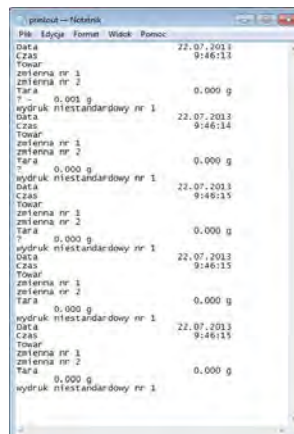 printout — Notatnik
Plik Edycja Format Widok Pomoc
Data 22.07.2013
Czas 9:46:13
Towar
zmienna nr 1
zmienna nr 2
Tara 0.000 g
? - 0.001 g
wydruk niestandardowy nr 1
Data 22.07.2013
Czas 9:46:14
Towar
zmienna nr 1
zmienna nr 2
Tara 0.000 g
? 0.000 g
wydruk niestandardowy nr 1
Data 22.07.2013
Czas 9:46:15
Towar
zmienna nr 1
zmienna nr 2
Tara 0.000 g
? 0.000 g
wydruk niestandardowy nr 1
Data 22.07.2013
Czas 9:46:15
Towar
zmienna nr 1
zmienna nr 2
Tara 0.000 g
0.000 g
wydruk niestandardowy nr 1
Data 22.07.2013
Czas 9:46:15
Towar
zmienna nr 1
zmienna nr 2
Tara 0.000 g
0.000 g
wydruk niestandardowy nr 1